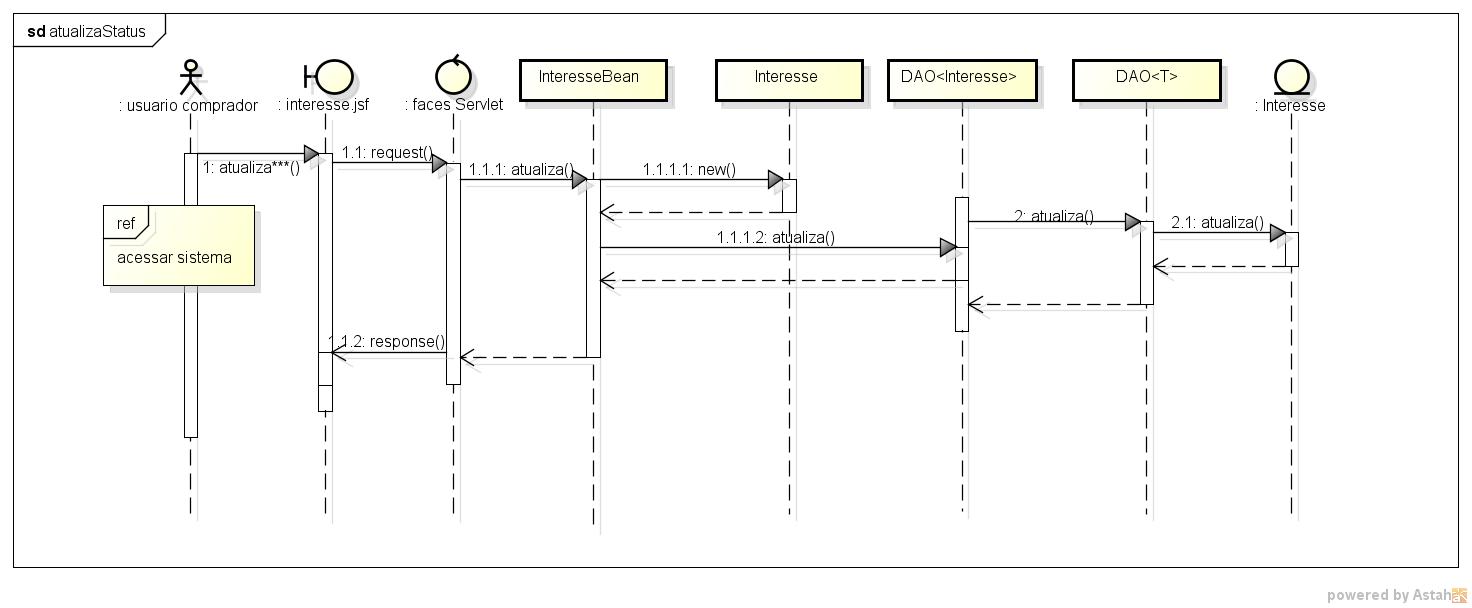 sd atualizaStatus
: usuario comprador
: interesse.jsf
: faces Servlet
InteresseBean
Interesse
DAO<Interesse>
DAO<T>
: Interesse
1: atualiza***()
1.1: request()
1.1.1: atualiza()
1.1.1.1: new()
ref
acessar sistema
2: atualiza()
2.1: atualiza()
1.1.1.2: atualiza()
1.1.2: response()
powered by Astah